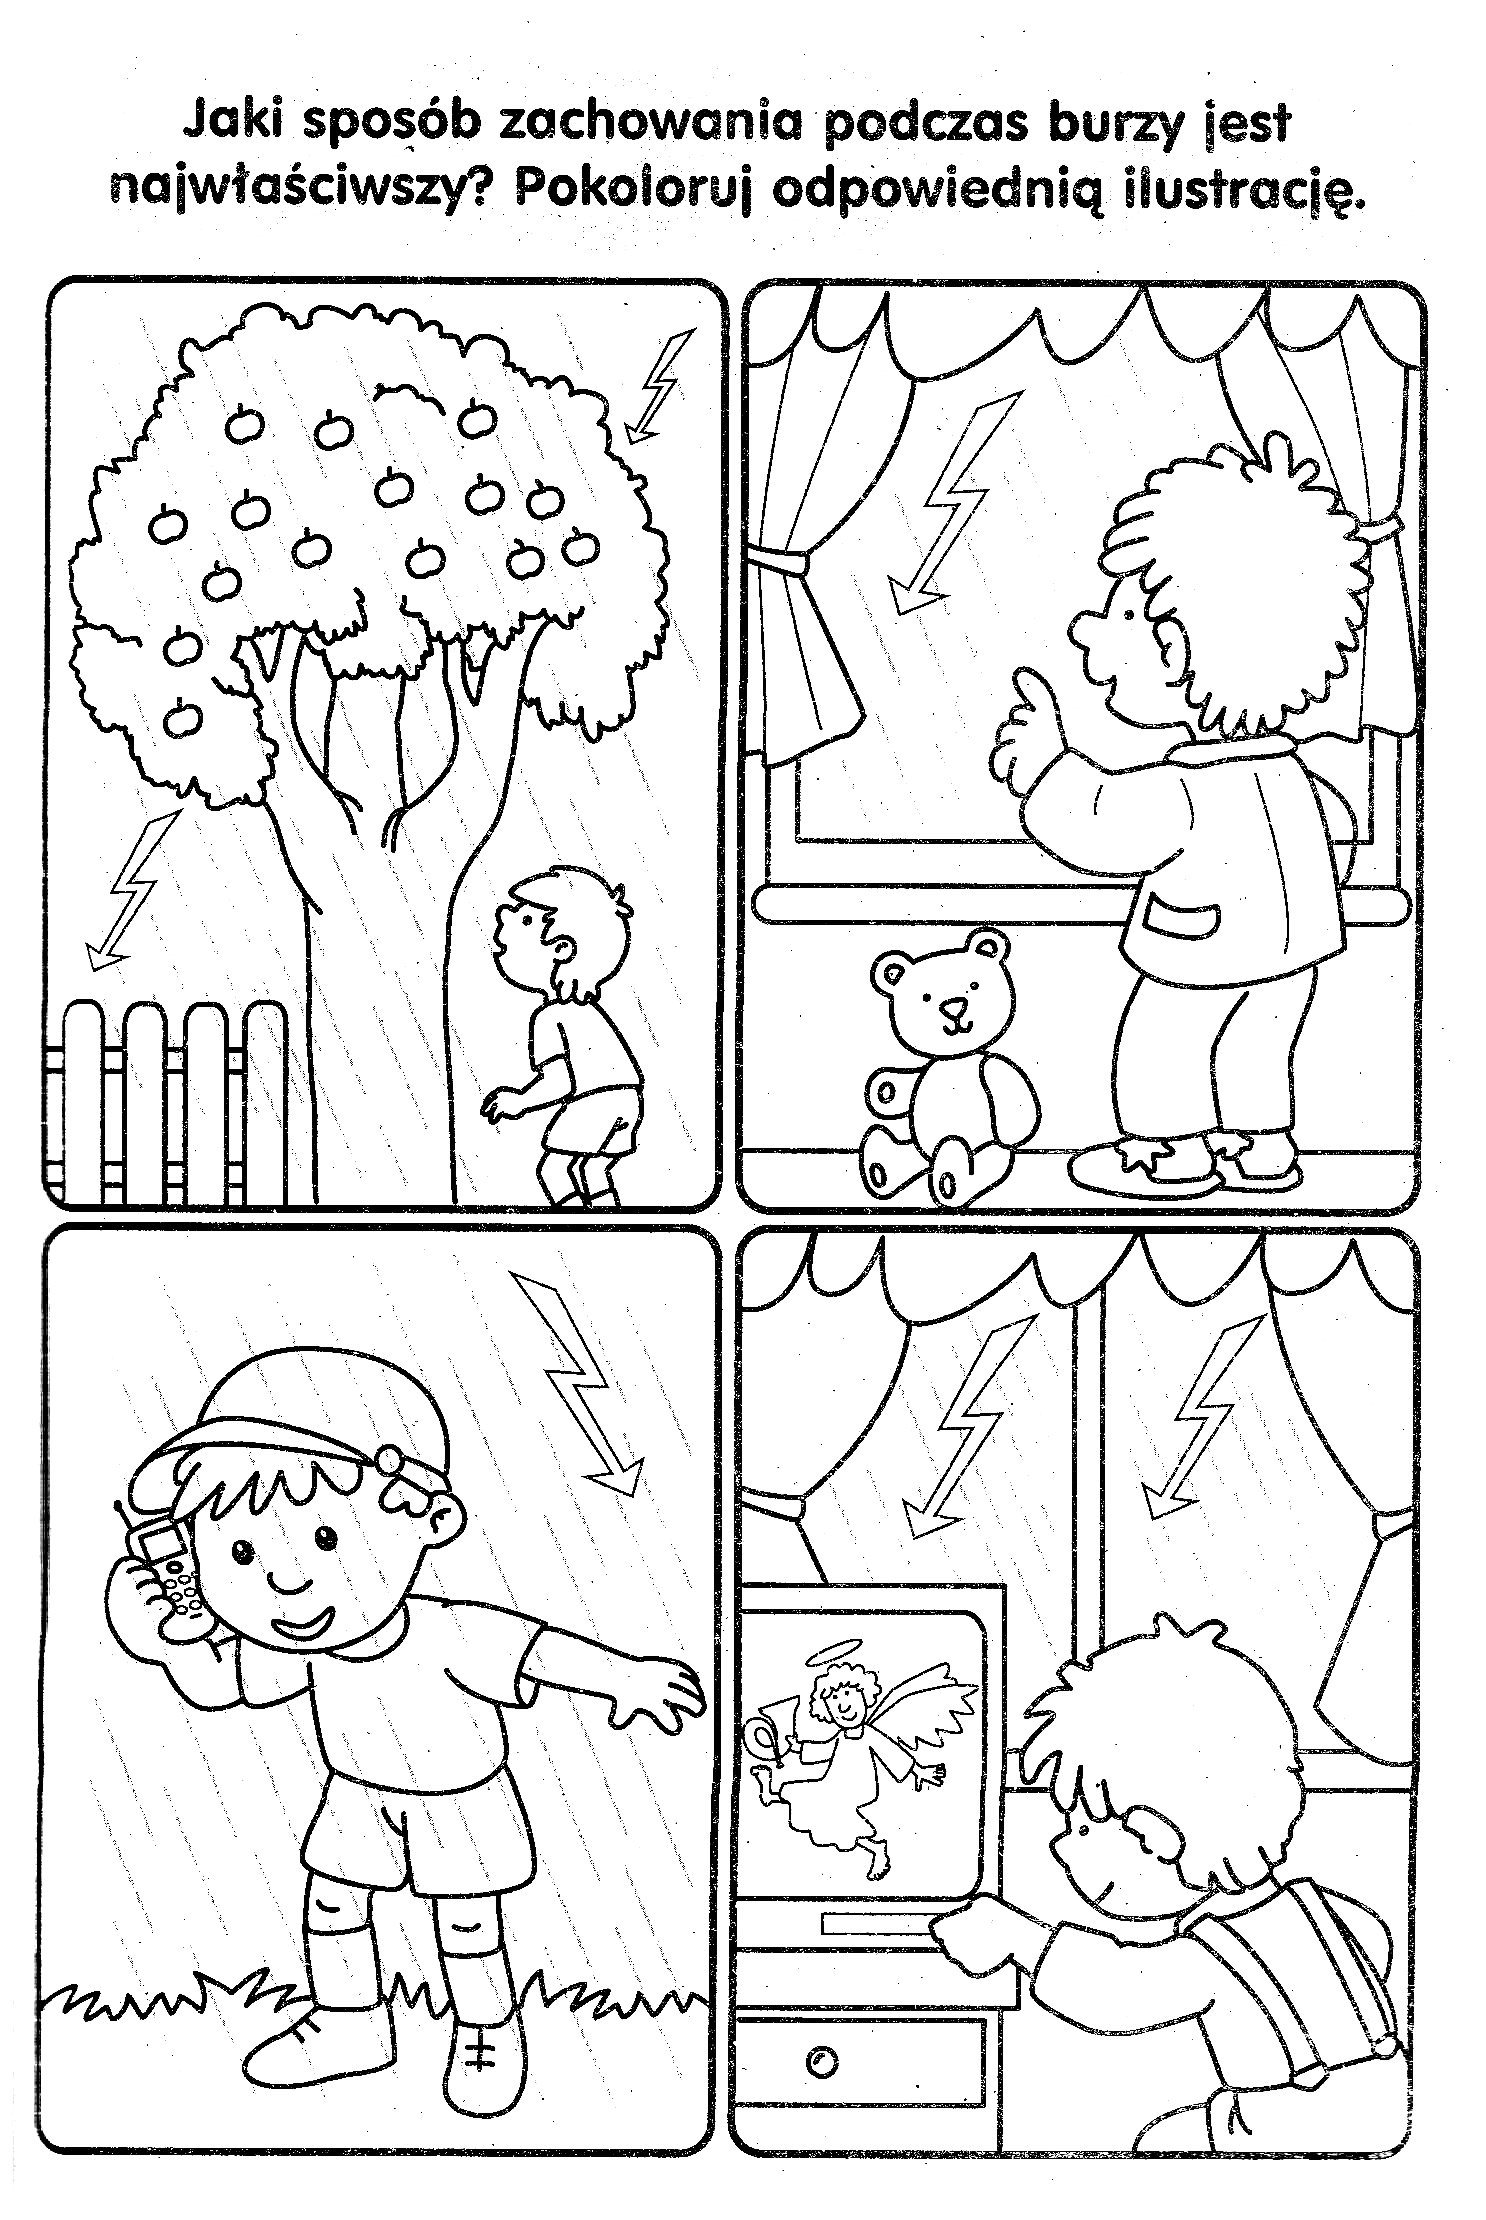 Jaki sposób zachowania podczas burzy jest
najwłaściwszy? Pokoloruj odpowiednią ilustrację.